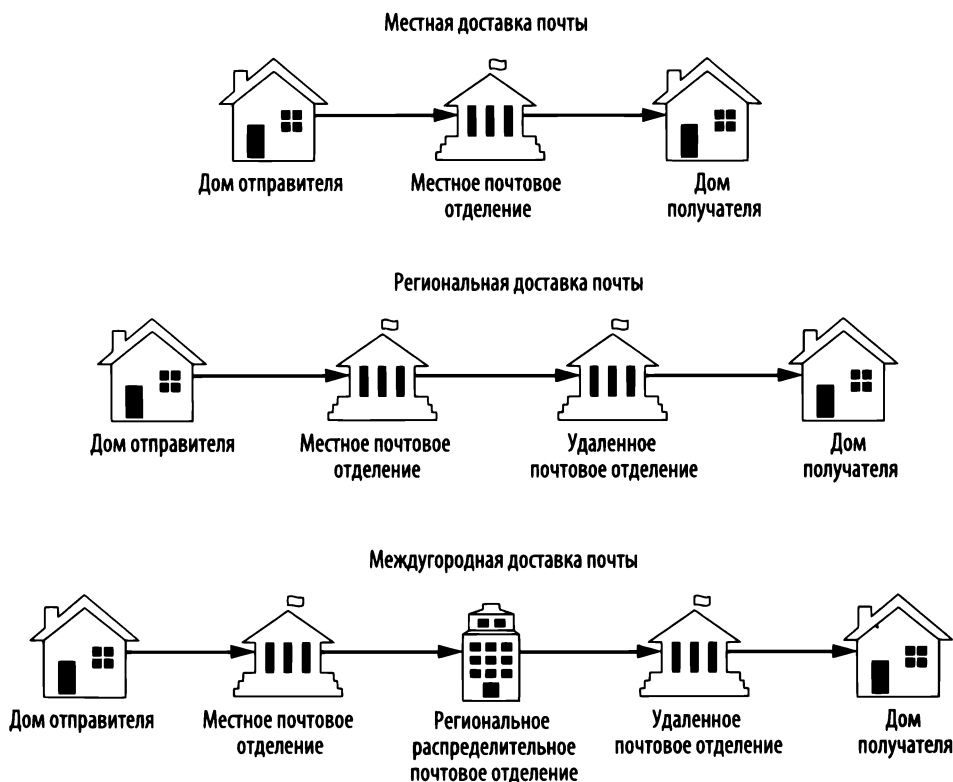 Местная доставка почты
Дом отправителя
Местное почтовое
отделение
Дом
получателя
Региональная доставка почты
Дом отправителя
Местное почтовое
отделение
Удаленное
почтовое отделение
Дом
получателя
Междугородная доставка почты
Дом отправителя
Местное почтовое
отделение
Региональное
распределительное
почтовое отделение
Удаленное
почтовое отделение
Дом
получателя